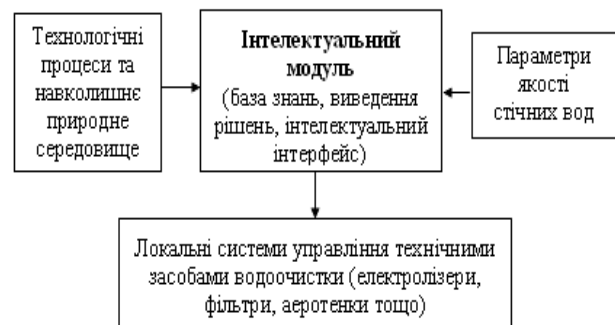 Технологічні
процеси та
навколишнє
природне
середовище
Інтелектуальний
модуль
(база знань, виведення
рішень, інтелектуальний
інтерфейс)
Параметри
якості
стічних вод
Локальні системи управління технічними
засобами водоочистки (електролізери,
фільтри, аеротенки тощо)